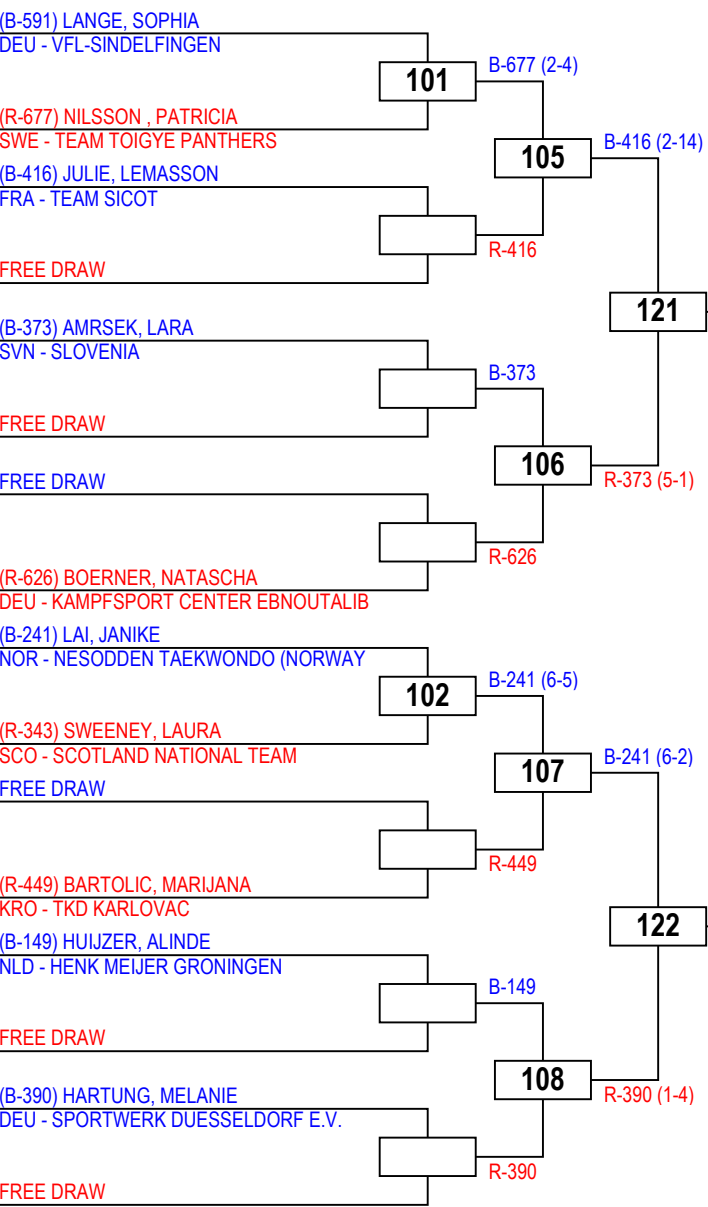 (B-591) LANGE, SOPHIA
DEU - VFL-SINDELFINGEN
101
B-677 (2-4)
(R-677) NILSSON , PATRICIA
SWE - TEAM TOIGYE PANTHERS
105
B-416 (2-14)
(B-416) JULIE, LEMASSON
FRA - TEAM SICOT
R-416
FREE DRAW
121
(B-373) AMRSEK, LARA
SVN - SLOVENIA
B-373
FREE DRAW
106
R-373 (5-1)
FREE DRAW
R-626
(R-626) BOERNER, NATASCHA
DEU - KAMPFSPORT CENTER EBNOUTALIB
(B-241) LAI, JANIKE
NOR - NESODDEN TAEKWONDO (NORWAY
102
B-241 (6-5)
(R-343) SWEENEY, LAURA
SCO - SCOTLAND NATIONAL TEAM
107
B-241 (6-2)
FREE DRAW
R-449
(R-449) BARTOLIC, MARIJANA
KRO - TKD KARLOVAC
122
(B-149) HUIJZER, ALINDE
NLD - HENK MEIJER GRONINGEN
B-149
FREE DRAW
108
R-390 (1-4)
(B-390) HARTUNG, MELANIE
DEU - SPORTWERK DUESSELDORF E.V.
R-390
FREE DRAW